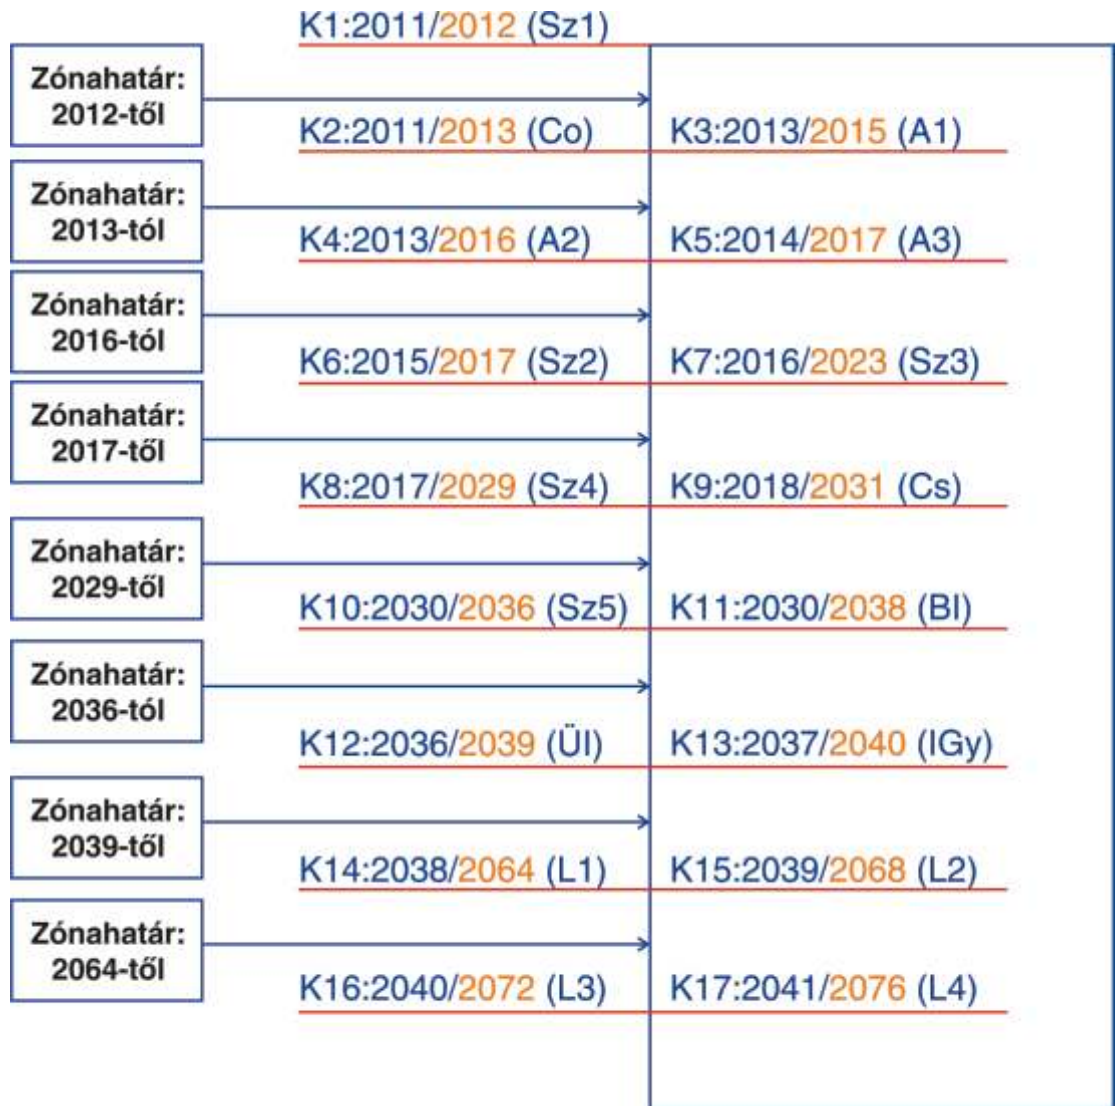 K1:2011/2012 (Sz1)
Zónahatár:
2012-től
K2:2011/2013 (Co)
K3:2013/2015 (A1)
Zónahatár:
2013-tól
K4:2013/2016 (A2)
K5:2014/2017 (A3)
Zónahatár:
2016-tól
K6:2015/2017 (Sz2)
K7:2016/2023 (Sz3)
Zónahatár:
2017-től
K8:2017/2029 (Sz4)
K9:2018/2031 (Cs)
Zónahatár:
2029-től
K10:2030/2036 (Sz5)
K11:2030/2038 (BI)
Zónahatár:
2036-tól
K12:2036/2039 (ÜI)
K13:2037/2040 (IGy)
Zónahatár:
2039-től
K14:2038/2064 (L1)
K15:2039/2068 (L2)
Zónahatár:
2064-től
K16:2040/2072 (L3)
K17:2041/2076 (L4)